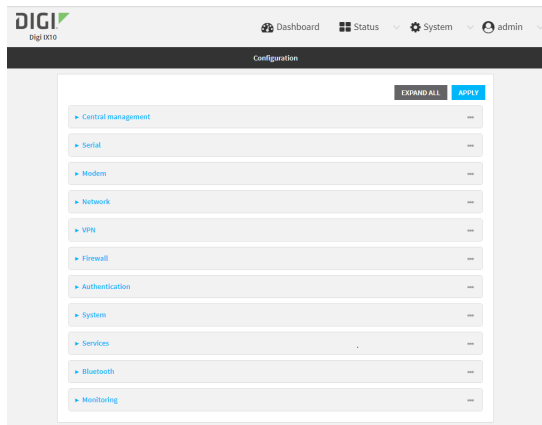 DIGI
Digi IX10
Dashboard
Status
System
admin
Configuration
EXPAND ALL
APPLY
Central management
Serial
Modem
Network
VPN
Firewall
Authentication
System
Services
Bluetooth
Monitoring